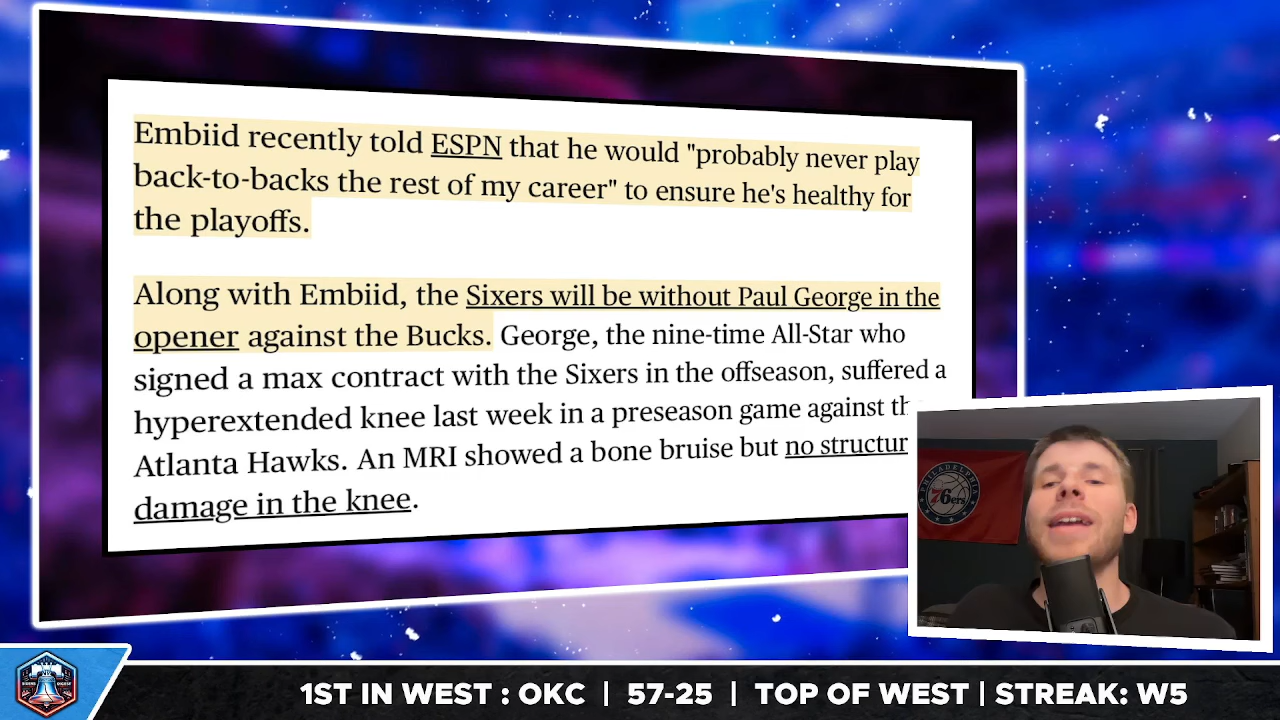 Embiid recently told ESPN that he would "probably never play
back-to-backs the rest of my career" to ensure he's healthy for
the playoffs.
Along with Embiid, the Sixers will be without Paul George in the
opener against the Bucks. George, the nine-time All-Star who
signed a max contract with the Sixers in the offseason, suffered a
hyperextended knee last week in a preseason game against
Atlanta Hawks. An MRI showed a bone bruise but no
damage in the knee.
PHILADELPHIA
76ers
1ST IN WEST : OKC | 57-25 | TOP OF WEST | STREAK: W5